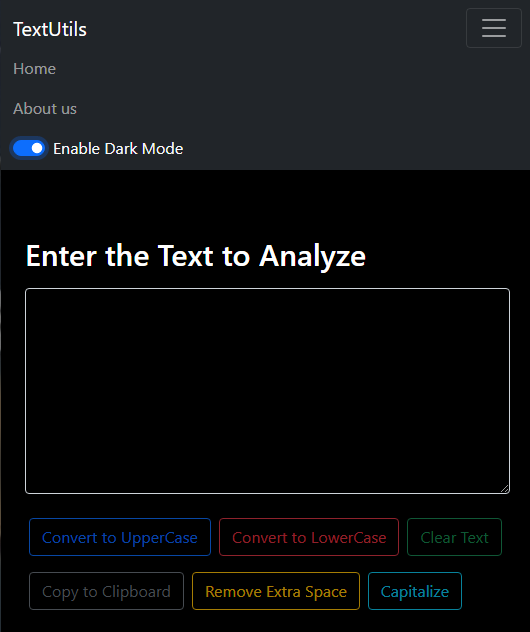 TextUtils
Home
About us
Enable Dark Mode
Enter the Text to Analyze
Convert to UpperCase Convert to LowerCase Clear Text
Copy to Clipboard Remove Extra Space Capitalize